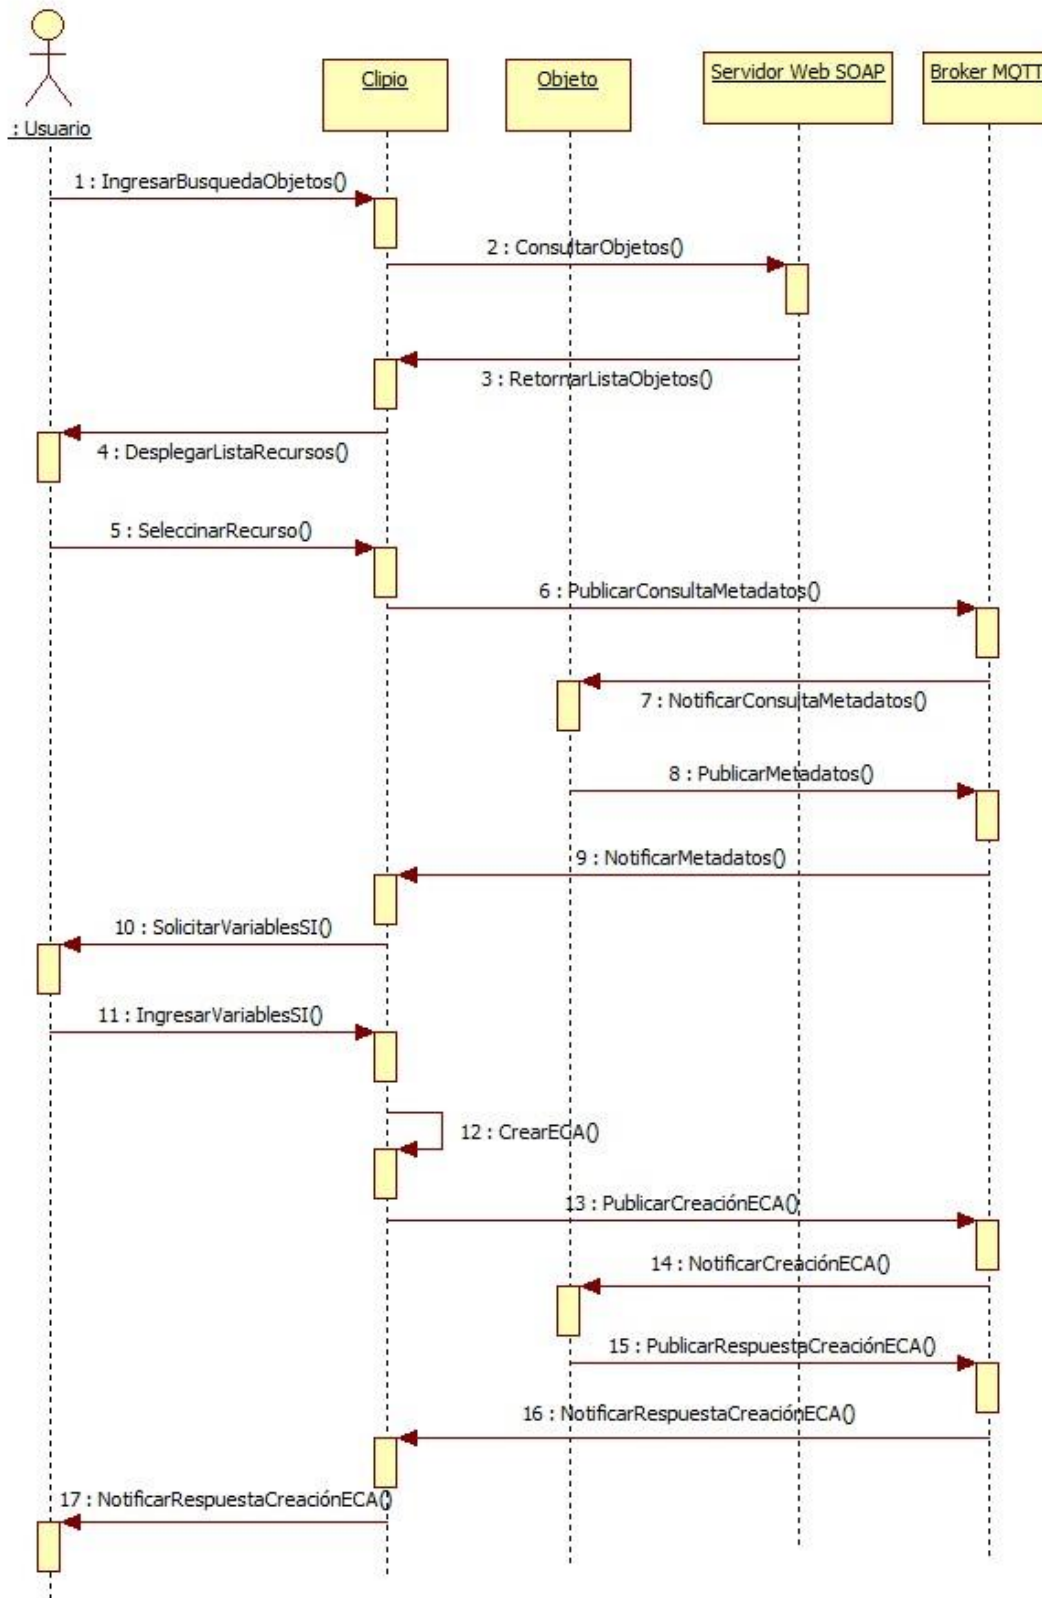 : Usuario
Clipio
Objeto
Servidor Web SOAP
Broker MQTT
1 : IngresarBusquedaObjetos()
2 : ConsultarObjetos()
3 : RetornarListaObjetos()
4 : DesplegarListaRecursos()
5 : SeleccinarRecurso()
6 : PublicarConsultaMetadatos()
7 : NotificarConsultaMetadatos()
8 : PublicarMetadatos()
9 : NotificarMetadatos()
10 : SolicitarVariablesSI()
11 : IngresarVariablesSI()
12 : CrearECA()
13 : PublicarCreaciónECA()
14 : NotificarCreaciónECA()
15 : PublicarRespuestaCreaciónECA()
16 : NotificarRespuestaCreaciónECA()
17 : NotificarRespuestaCreaciónECA()